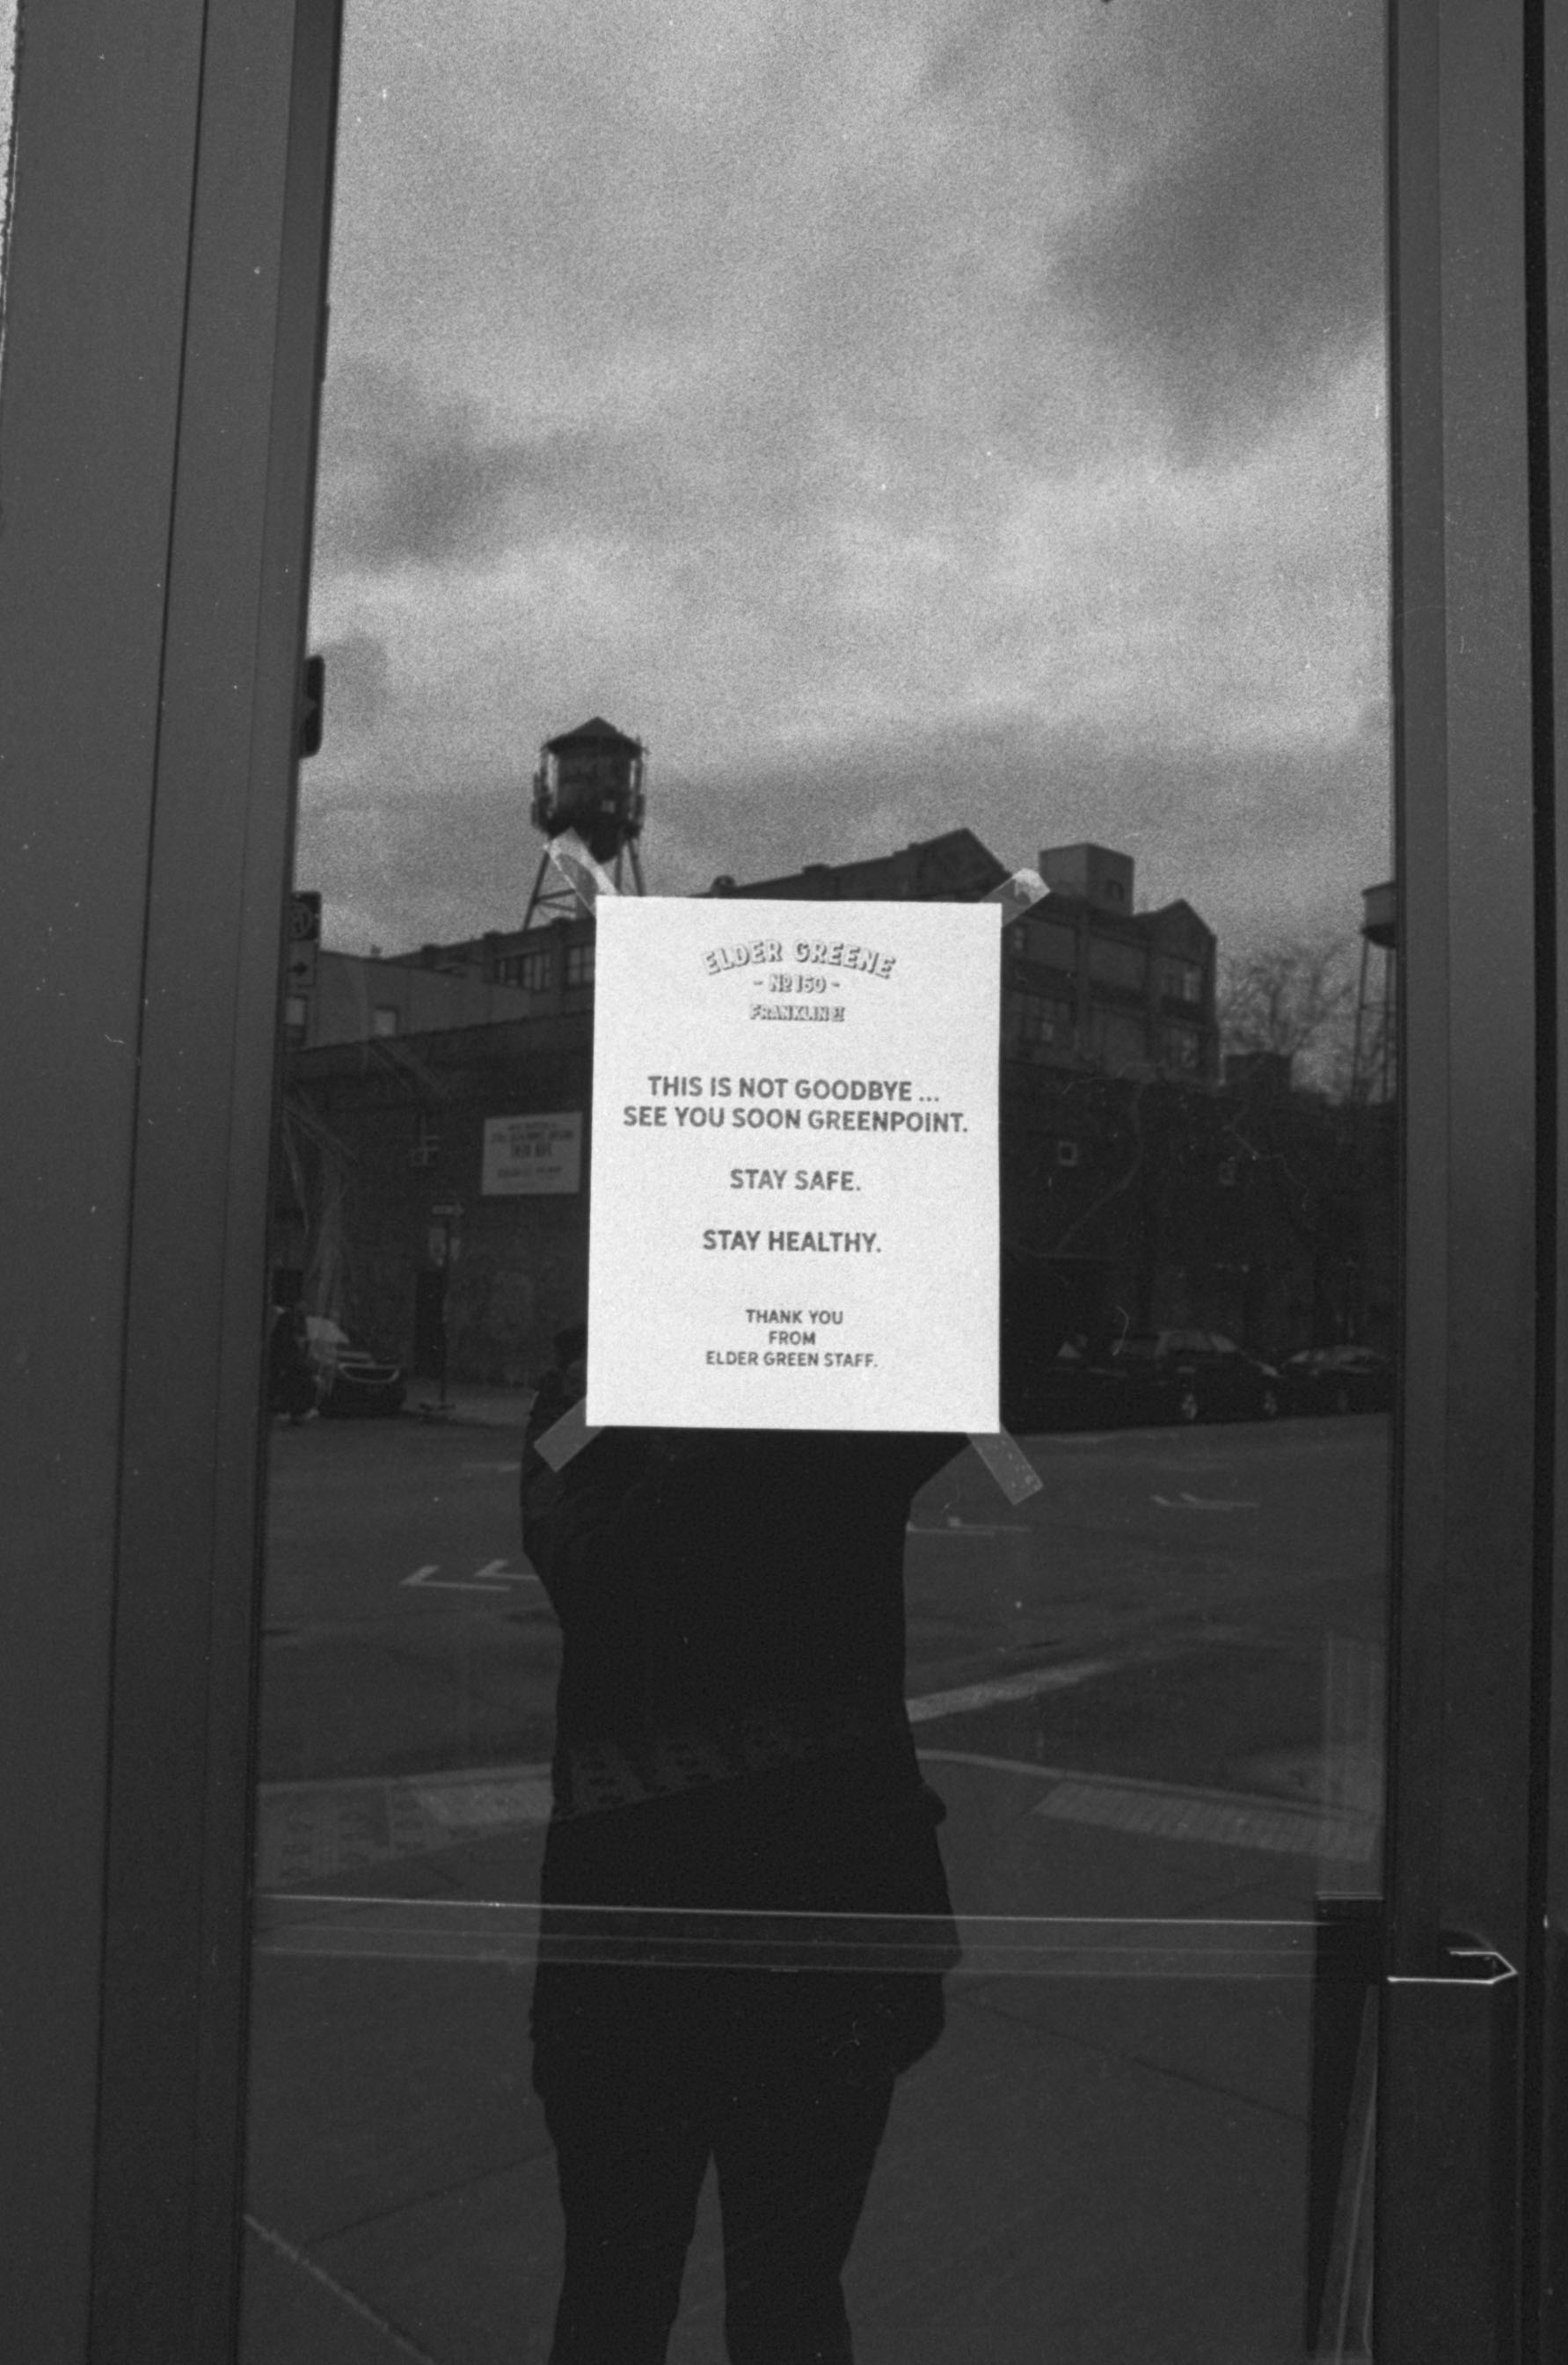 ELDER GREENE
- No 160 -
FRANKLIN ST
THIS IS NOT GOODBYE ...
SEE YOU SOON GREENPOINT.
STAY SAFE.
STAY HEALTHY.
THANK YOU
FROM
ELDER GREEN STAFF.